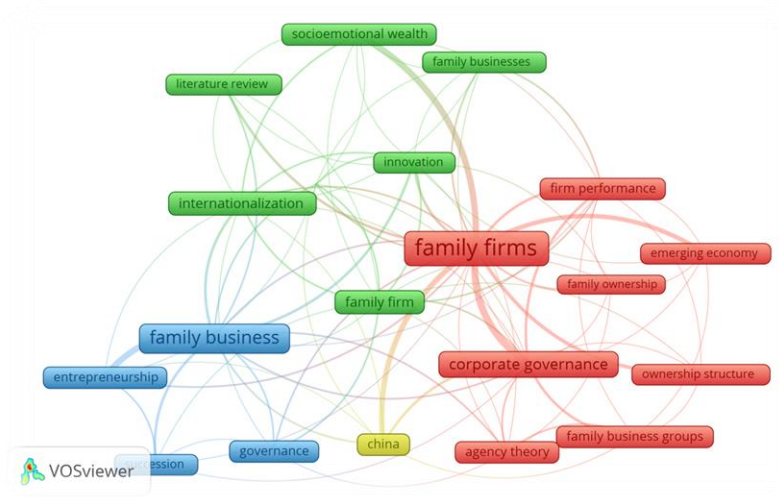 socioemotional wealth
family businesses
literature review
innovation
firm performance
internationalization
family firms
emerging economy
family ownership
family firm
family business
corporate governance
entrepreneurship
ownership structure
family business groups
china
governance
agency theory
VOSviewer